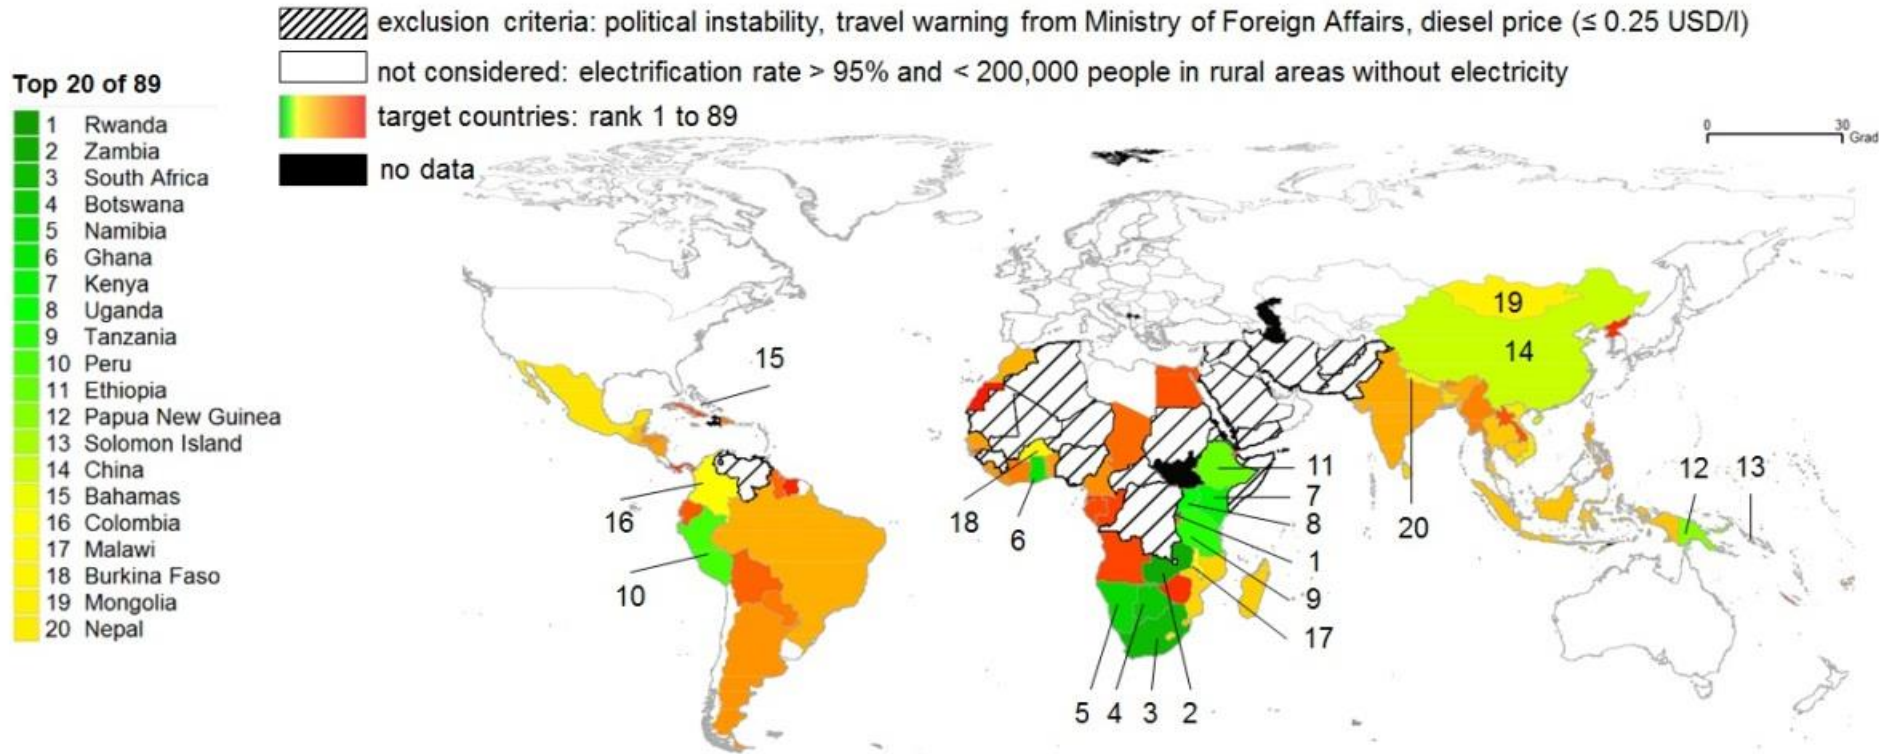 exclusion criteria: political instability, travel warning from Ministry of Foreign Affairs, diesel price (≤ 0.25 USD/l)
not considered: electrification rate > 95% and < 200,000 people in rural areas without electricity
target countries: rank 1 to 89
no data
Top 20 of 89
1 Rwanda
2 Zambia
3 South Africa
4 Botswana
5 Namibia
6 Ghana
7 Kenya
8 Uganda
9 Tanzania
10 Peru
11 Ethiopia
12 Papua New Guinea
13 Solomon Island
14 China
15 Bahamas
16 Colombia
17 Malawi
18 Burkina Faso
19 Mongolia
20 Nepal
0 30
Grad
19
14
15
11
12
13
7
16
18
6
8
20
1
10
9
17
5 4 3 2